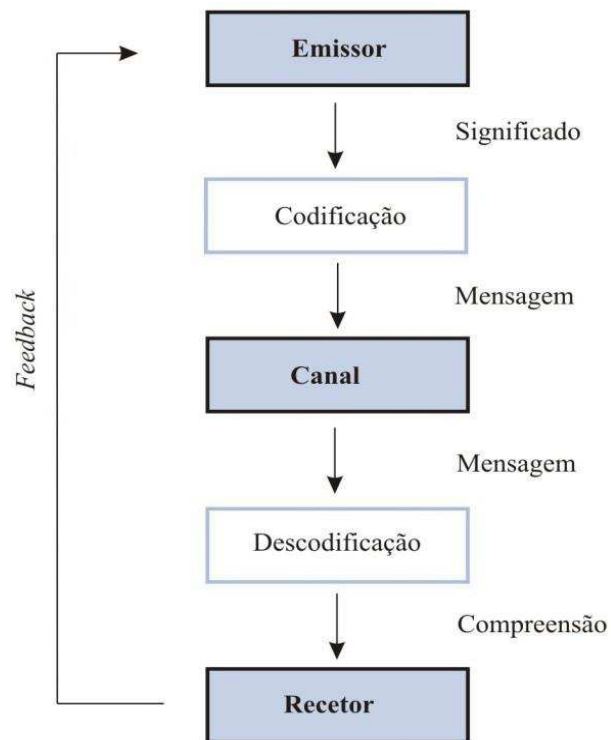 Emissor
Significado
Codificação
Mensagem
Feedback
Canal
Mensagem
Descodificação
Compreensão
Recetor